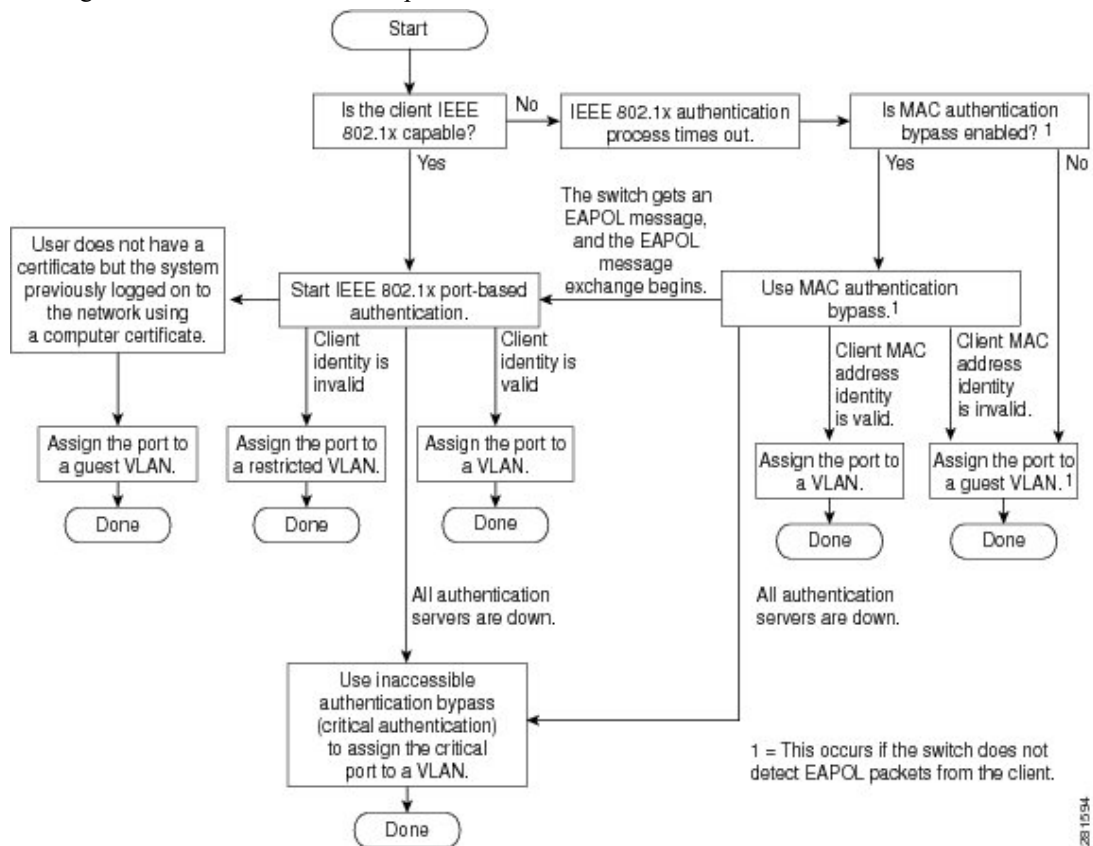 Start
Is the client IEEE
802.1x capable?
No
IEEE 802.1x authentication
process times out.
Is MAC authentication
bypass enabled? 1
Yes
Yes
No
The switch gets an
EAPOL message,
and the EAPOL
message
exchange begins.
User does not have a
certificate but the system
previously logged on to
the network using
a computer certificate.
Start IEEE 802.1x port-based
authentication.
Use MAC authentication
bypass.1
Client
identity is
invalid
Client
identity is
valid
Client MAC
address
identity
is valid.
Client MAC
address
identity
is invalid.
Assign the port to
a guest VLAN.
Assign the port to
a restricted VLAN.
Assign the port to
a VLAN.
Assign the port to
a VLAN.
Assign the port to
a guest VLAN.1
Done
Done
Done
Done
Done
All authentication
servers are down.
All authentication
servers are down.
Use inaccessible
authentication bypass
(critical authentication)
to assign the critical
port to a VLAN.
1 = This occurs if the switch does not
detect EAPOL packets from the client.
Done
281594